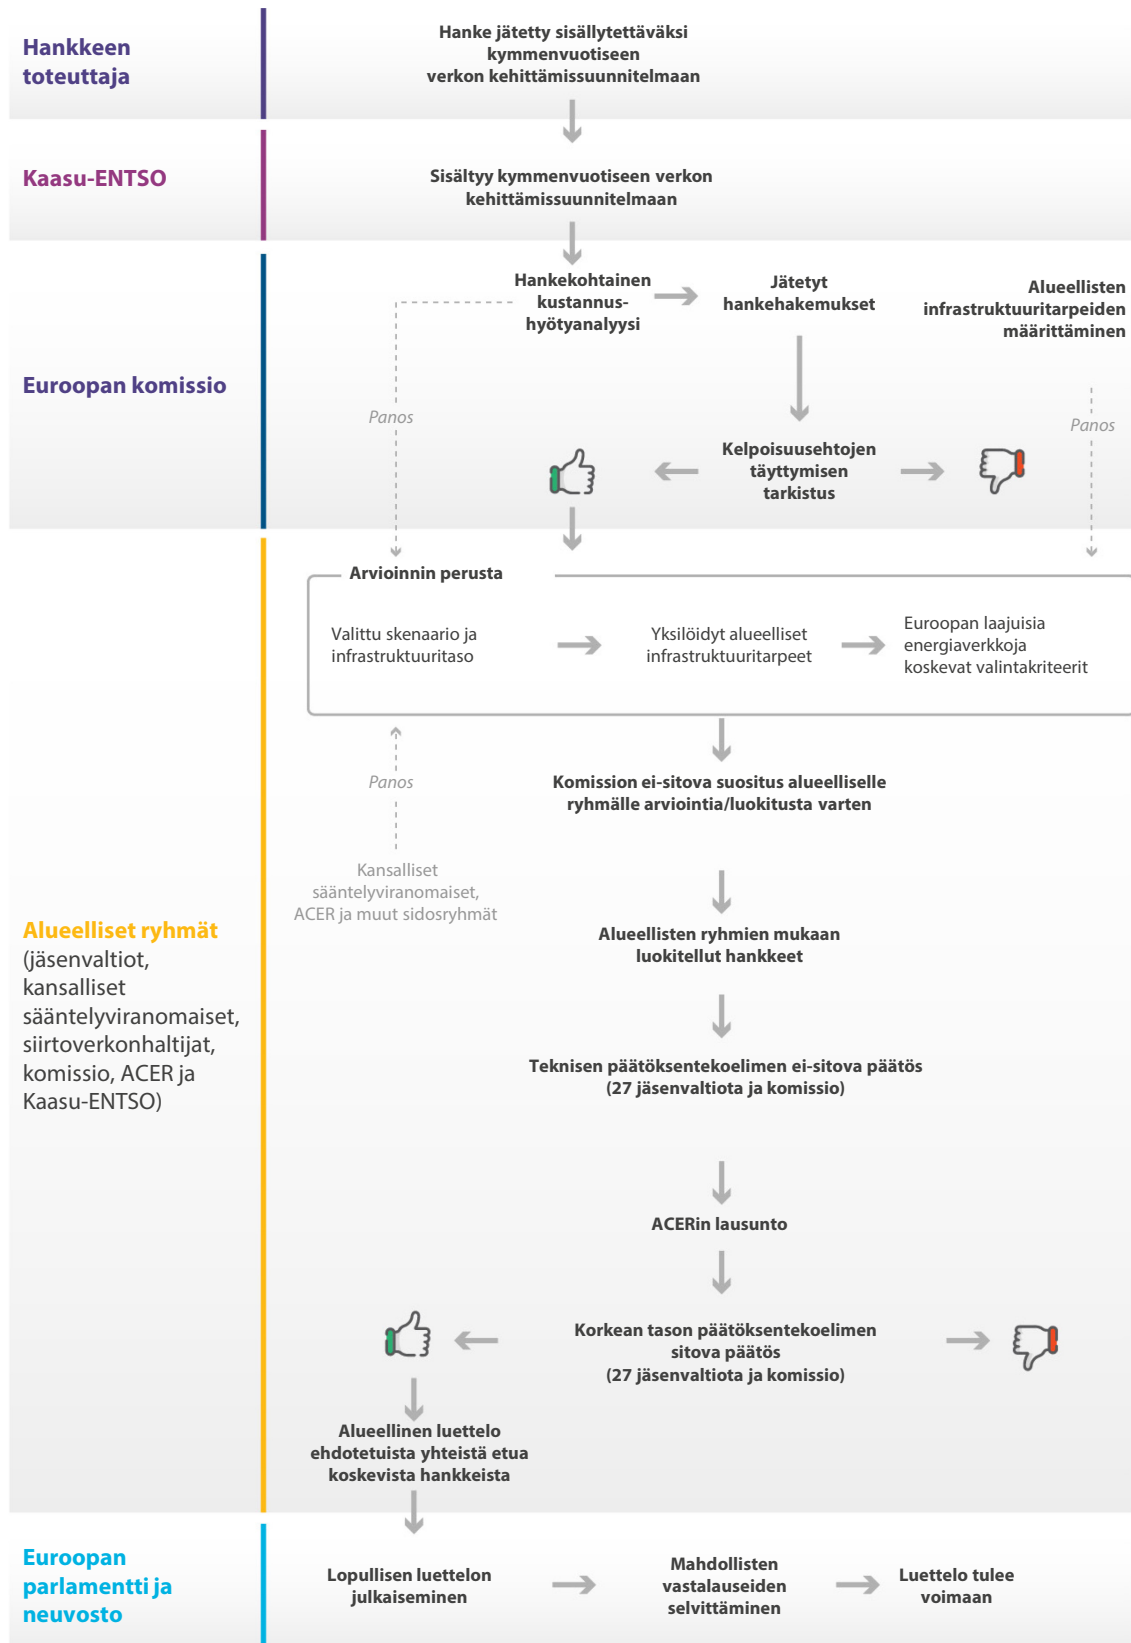 Hankkeen
toteuttaja
Hanke jätetty sisällytettäväksi
kymmenvuotiseen
verkon kehittämissuunnitelmaan
Kaasu-ENTSO
Sisältyy kymmenvuotiseen verkon
kehittämissuunnitelmaan
Euroopan komissio
Hankekohtainen
kustannus-
hyötyanalyysi
Jätetyt
hankehakemukset
Alueellisten
infrastruktuuritarpeiden
määrittäminen
Panos
Panos
Kelpoisuusehtojen
täyttymisen
tarkistus
Alueelliset ryhmät
(jäsenvaltiot,
kansalliset
sääntelyviranomaiset,
siirtoverkonhaltijat,
komissio, ACER ja
Kaasu-ENTSO)
Arvioinnin perusta
Valittu skenaario ja
infrastruktuuritaso
Yksilöidyt alueelliset
infrastruktuuritarpeet
Euroopan laajuisia
energiaverkkoja
koskevat valintakriteerit
Panos
Kansalliset
sääntelyviranomaiset,
ACER ja muut sidosryhmät
Komission ei-sitova suositus alueelliselle
ryhmälle arviointia/luokitusta varten
Alueellisten ryhmien mukaan
luokitellut hankkeet
Teknisen päätöksentekoelimen ei-sitova päätös
(27 jäsenvaltiota ja komissio)
ACERin lausunto
Korkean tason päätöksentekoelimen
sitova päätös
(27 jäsenvaltiota ja komissio)
Alueellinen luettelo
ehdotetuista yhteistä etua
koskevista hankkeista
Euroopan
parlamentti ja
neuvosto
Lopullisen luettelon
julkaiseminen
Mahdollisten
vastalauseiden
selvittäminen
Luettelo tulee
voimaan